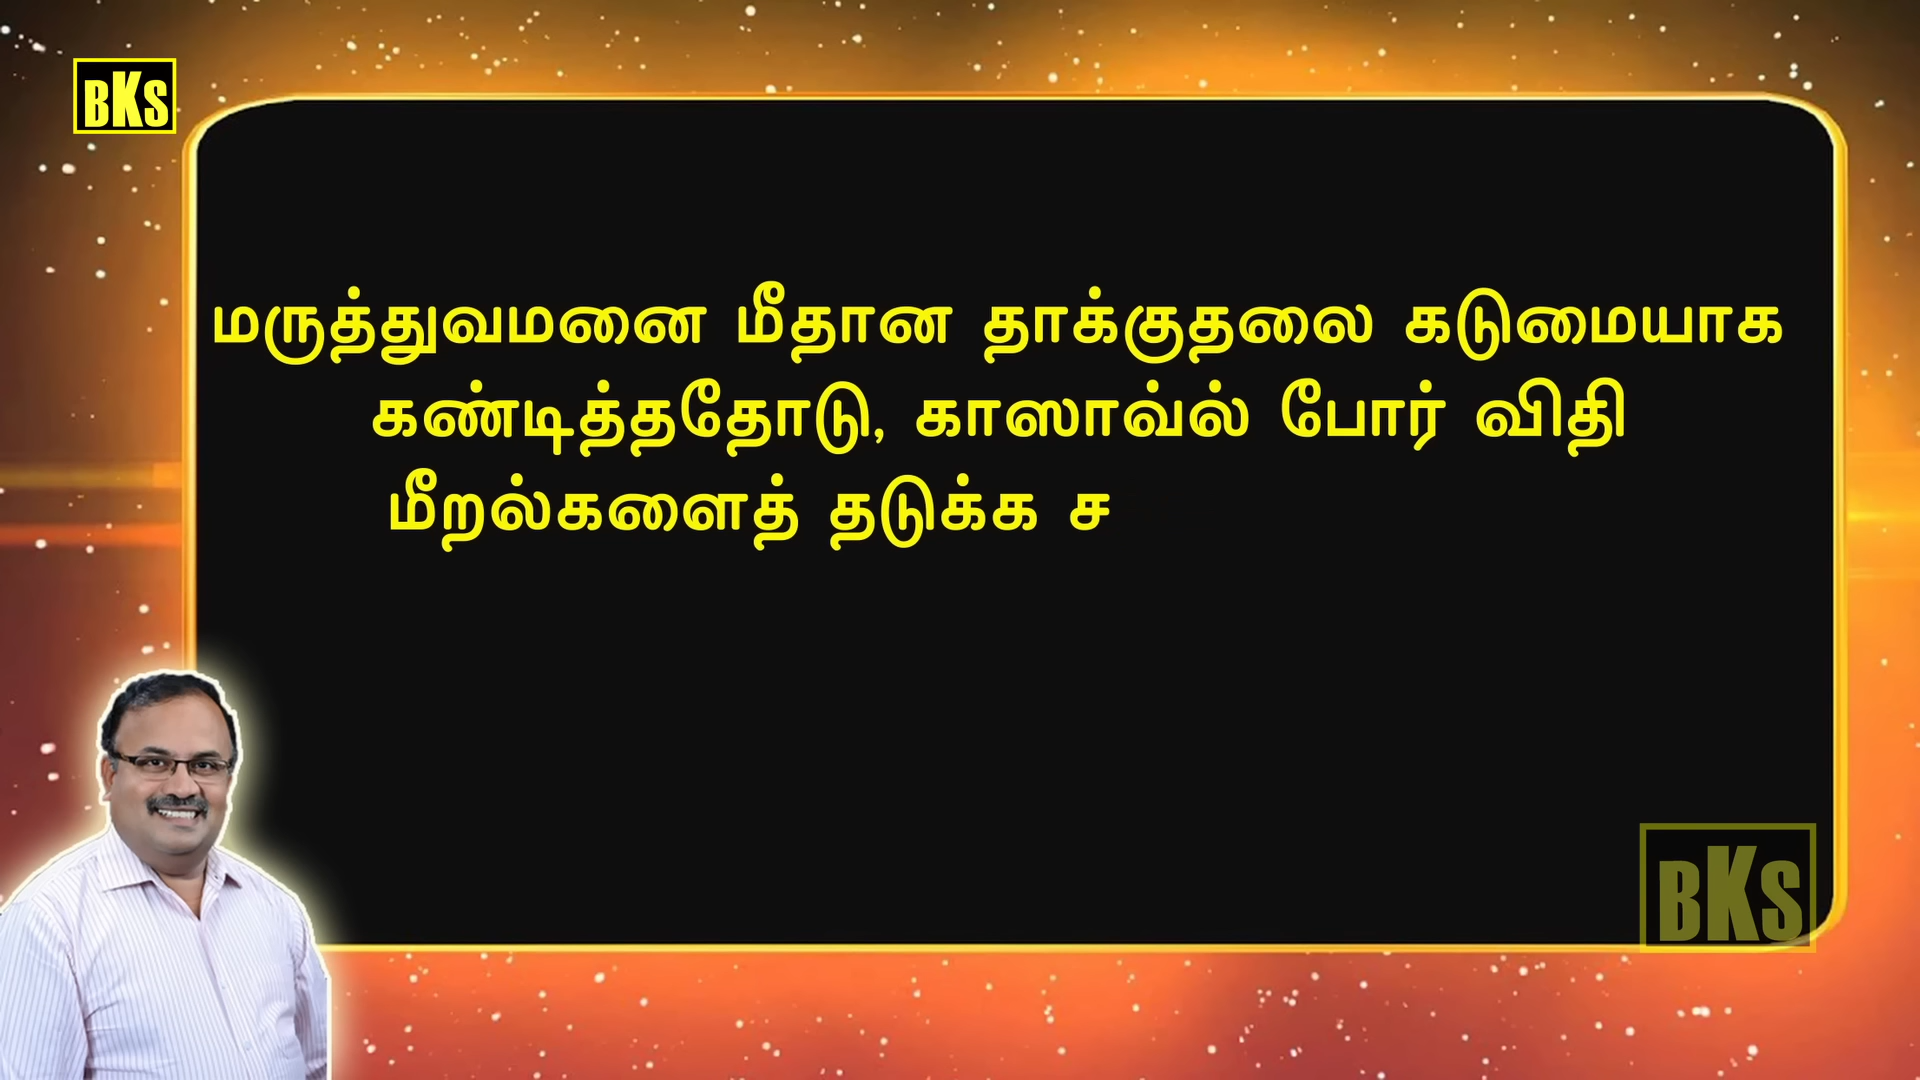 BKS
மருத்துவமனை மீதான தாக்குதலை கடுமையாக
கண்டித்ததோடு, காஸாவ்ல் போர் விதி
மீறல்களைத் தடுக்க ச
BKS